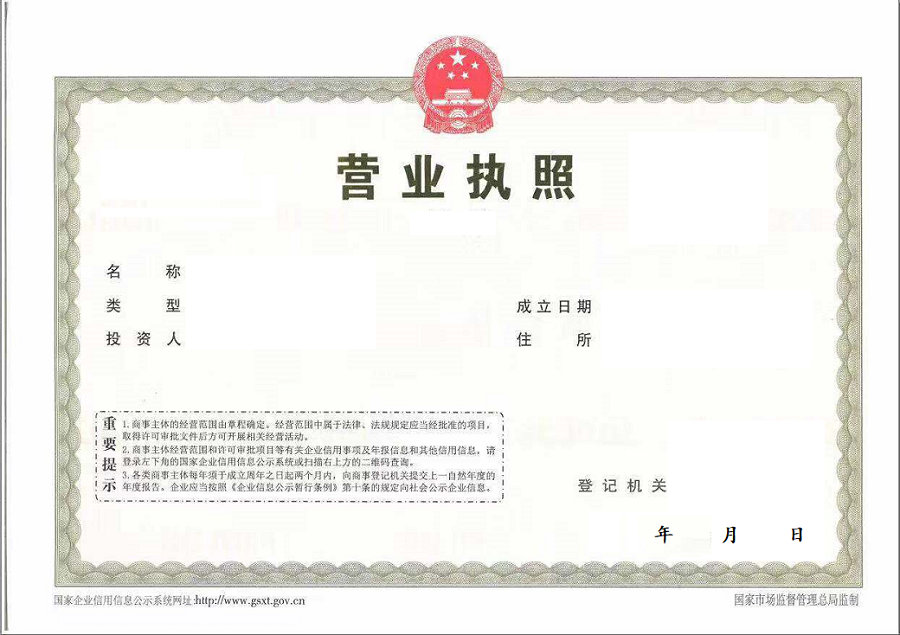 营业执照
名 称
类 型
投 资 人
成立日期
住 所
重要提示
1.商事主体的经营范围由章程确定。经营范围中属于法律、法规规定应当经批准的项目，
取得许可审批文件后方可开展相关经营活动。
2.商事主体经营范围和许可审批项目等有关企业信用事项及年报信息和其他信用信息，请
登录左下角的国家企业信用信息公示系统或扫描右上方的二维码查询。
3.各类商事主体每年须于成立周年之日起两个月内，向商事登记机关提交上一自然年度的
年度报告。企业应当按照《企业信息公示暂行条例》第十条的规定向社会公示企业信息。
登记机关
年 月 日
国家企业信用信息公示系统网址:http://www.gsxt.gov.cn
国家市场监督管理总局监制